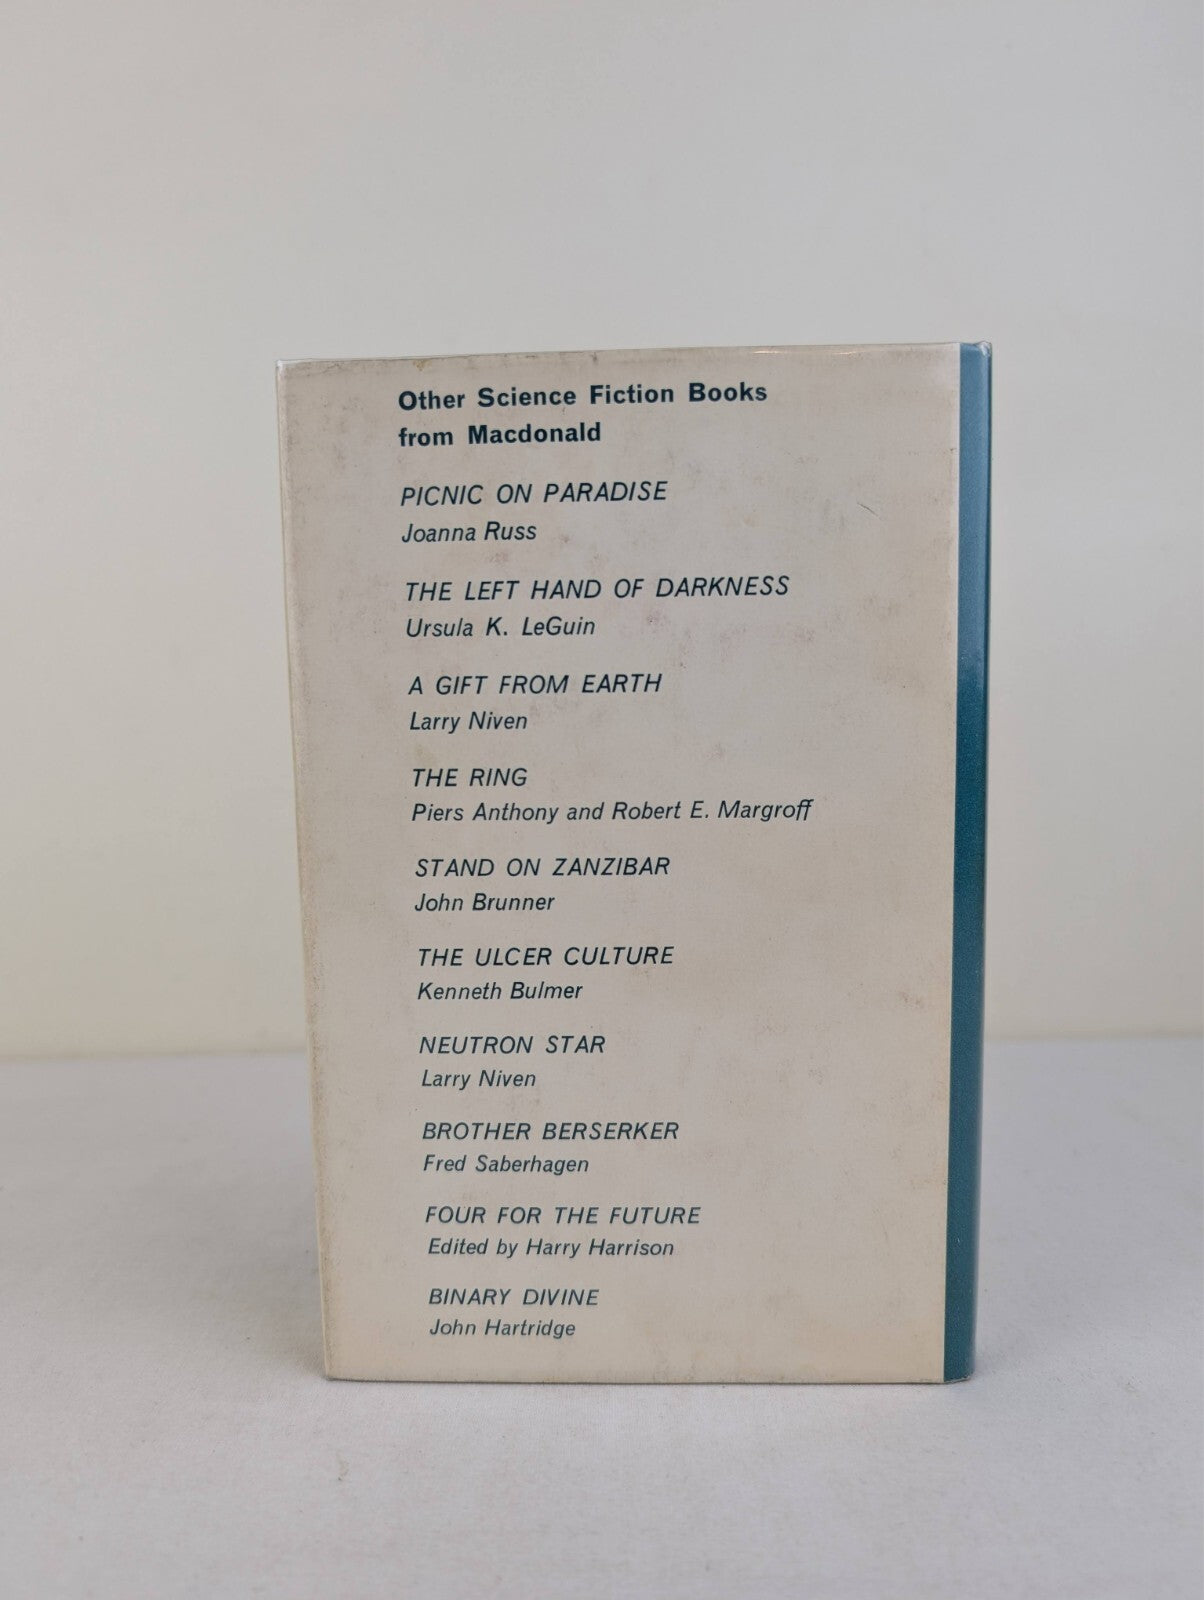 Other Science Fiction Books
from Macdonald
PICNIC ON PARADISE
Joanna Russ
THE LEFT HAND OF DARKNESS
Ursula K. LeGuin
A GIFT FROM EARTH
Larry Niven
THE RING
Piers Anthony and Robert E. Margroff
STAND ON ZANZIBAR
John Brunner
THE ULCER CULTURE
Kenneth Bulmer
NEUTRON STAR
Larry Niven
BROTHER BERSERKER
Fred Saberhagen
FOUR FOR THE FUTURE
Edited by Harry Harrison
BINARY DIVINE
John Hartridge